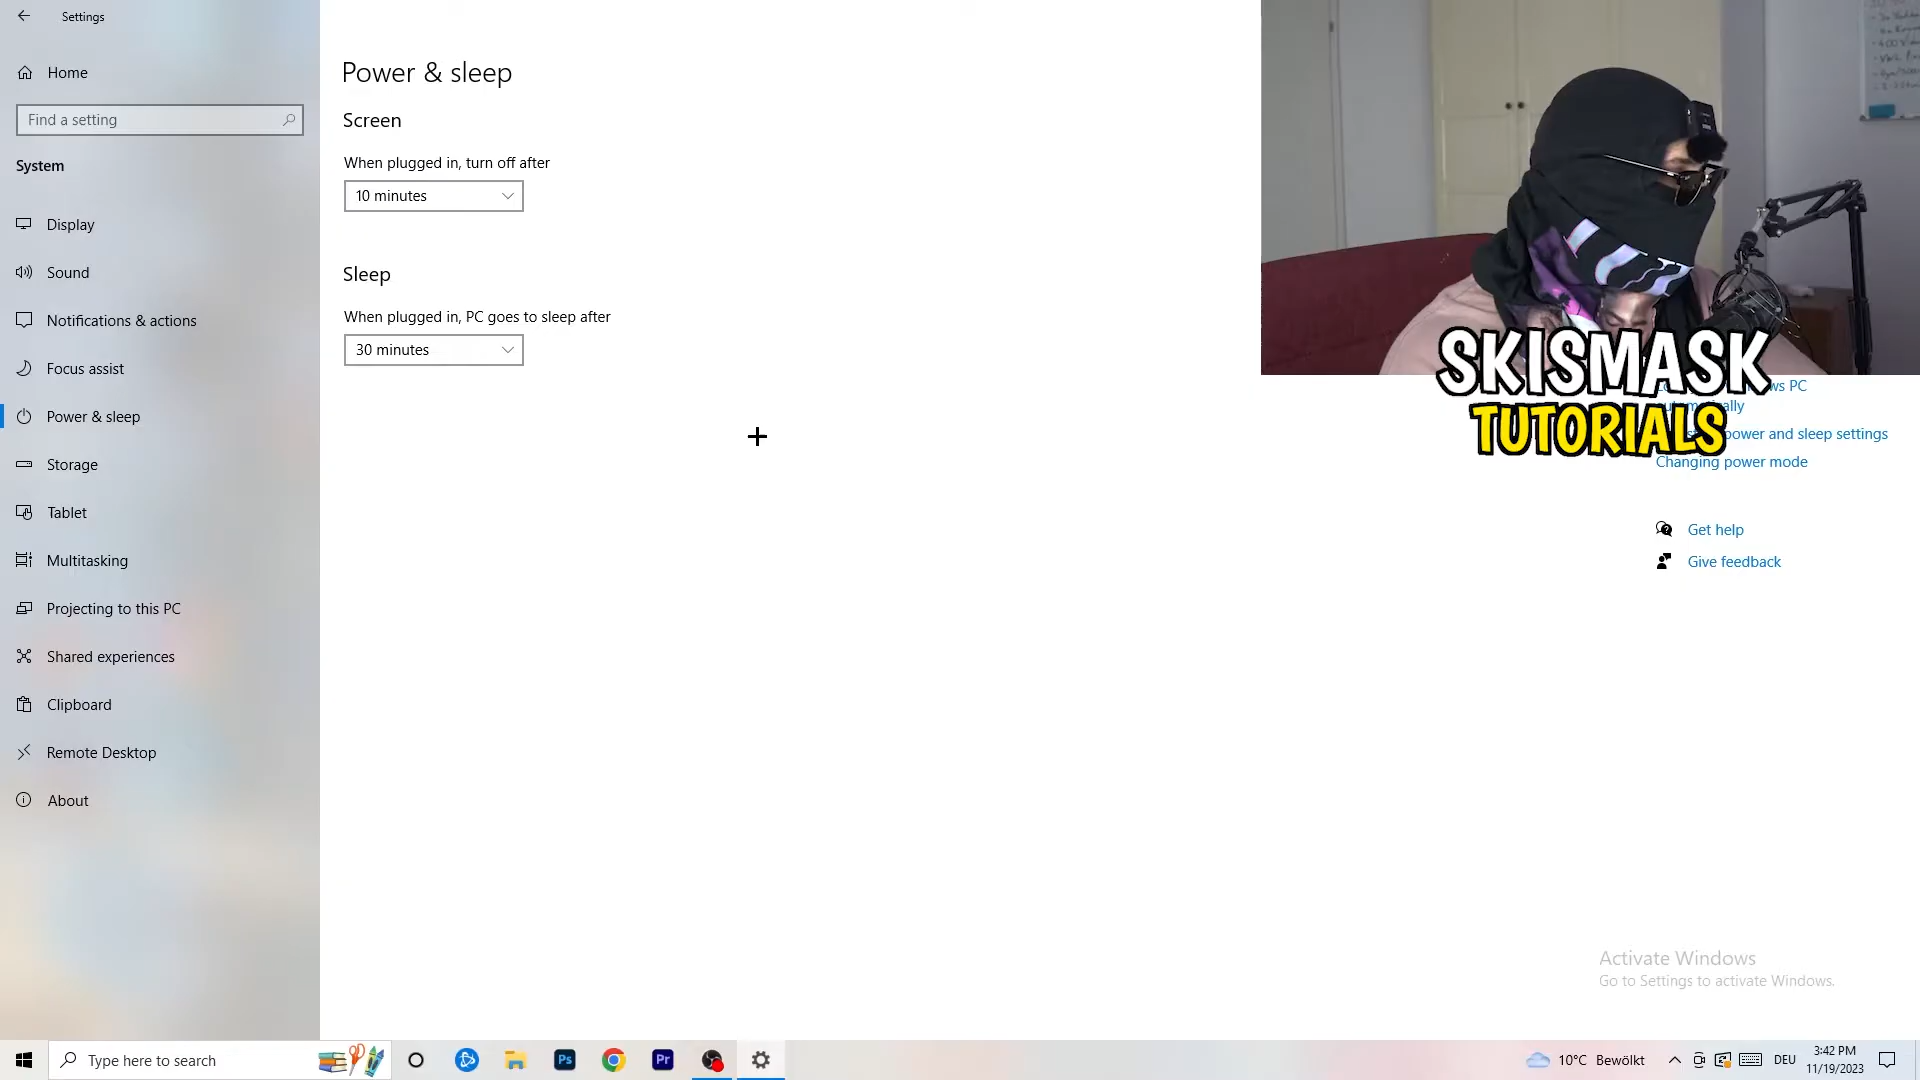 Settings
Home
Find a setting
System
Display
Sound
Notifications & actions
Focus assist
Power & sleep
Storage
Tablet
Multitasking
Projecting to this PC
Shared experiences
Clipboard
Remote Desktop
About
Power & sleep
Screen
When plugged in, turn off after
10 minutes
Sleep
When plugged in, PC goes to sleep after
30 minutes
SKISMASK
TUTORIALS
PC
power and sleep settings
Changing power mode
Get help
Give feedback
Activate Windows
Go to Settings to activate Windows.
Type here to search
Ps
Pr
10°C Bewölkt
DEU
3:42 PM
11/19/2023